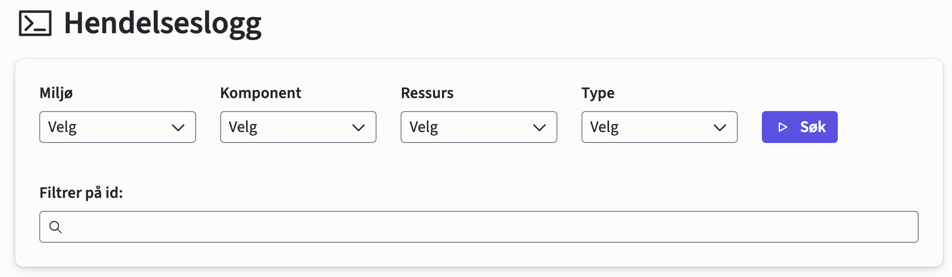 Hendelseslogg
Miljø Komponent Ressurs Type
Velg Velg Velg Velg Søk
Filtrer på id: